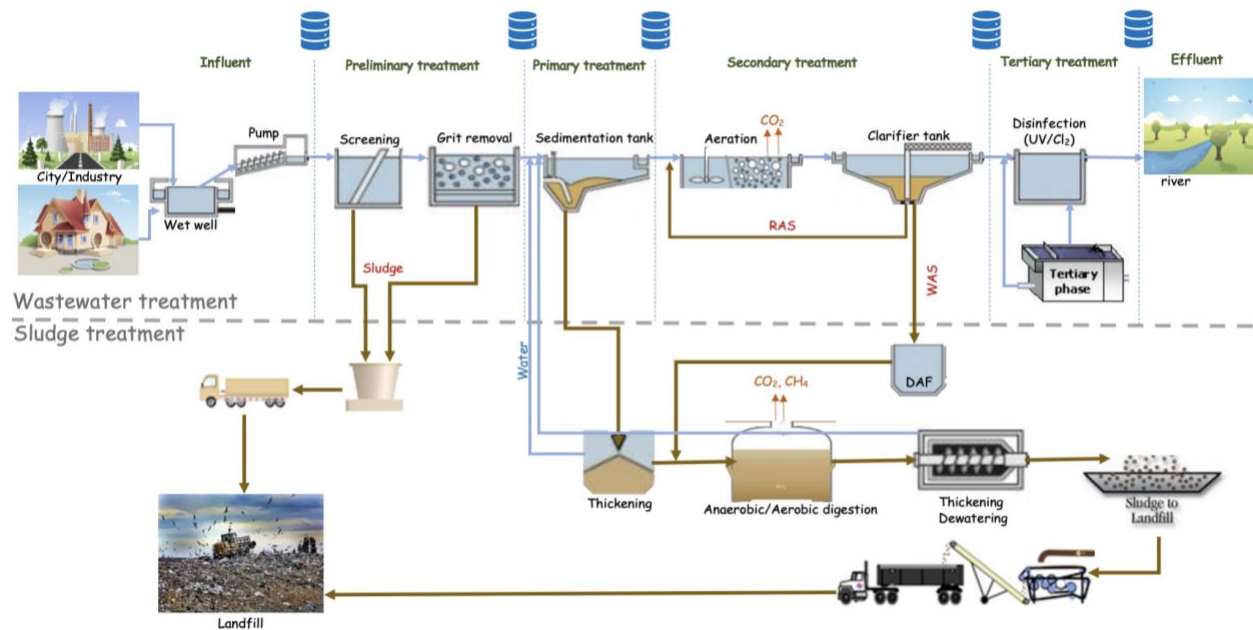 Influent
Preliminary treatment
Primary treatment
Secondary treatment
Tertiary treatment
Effluent
Pump
Screening
Grit removal
Sedimentation tank
Aeration
CO₂
Clarifier tank
Disinfection
(UV/Cl₂)
City/Industry
Wet well
river
RAS
Sludge
WAS
Tertiary
phase
Wastewater treatment
Sludge treatment
Water
DAF
CO₂, CH₄
Thickening
Anaerobic/Aerobic digestion
Thickening
Dewatering
Sludge to
Landfill
Landfill